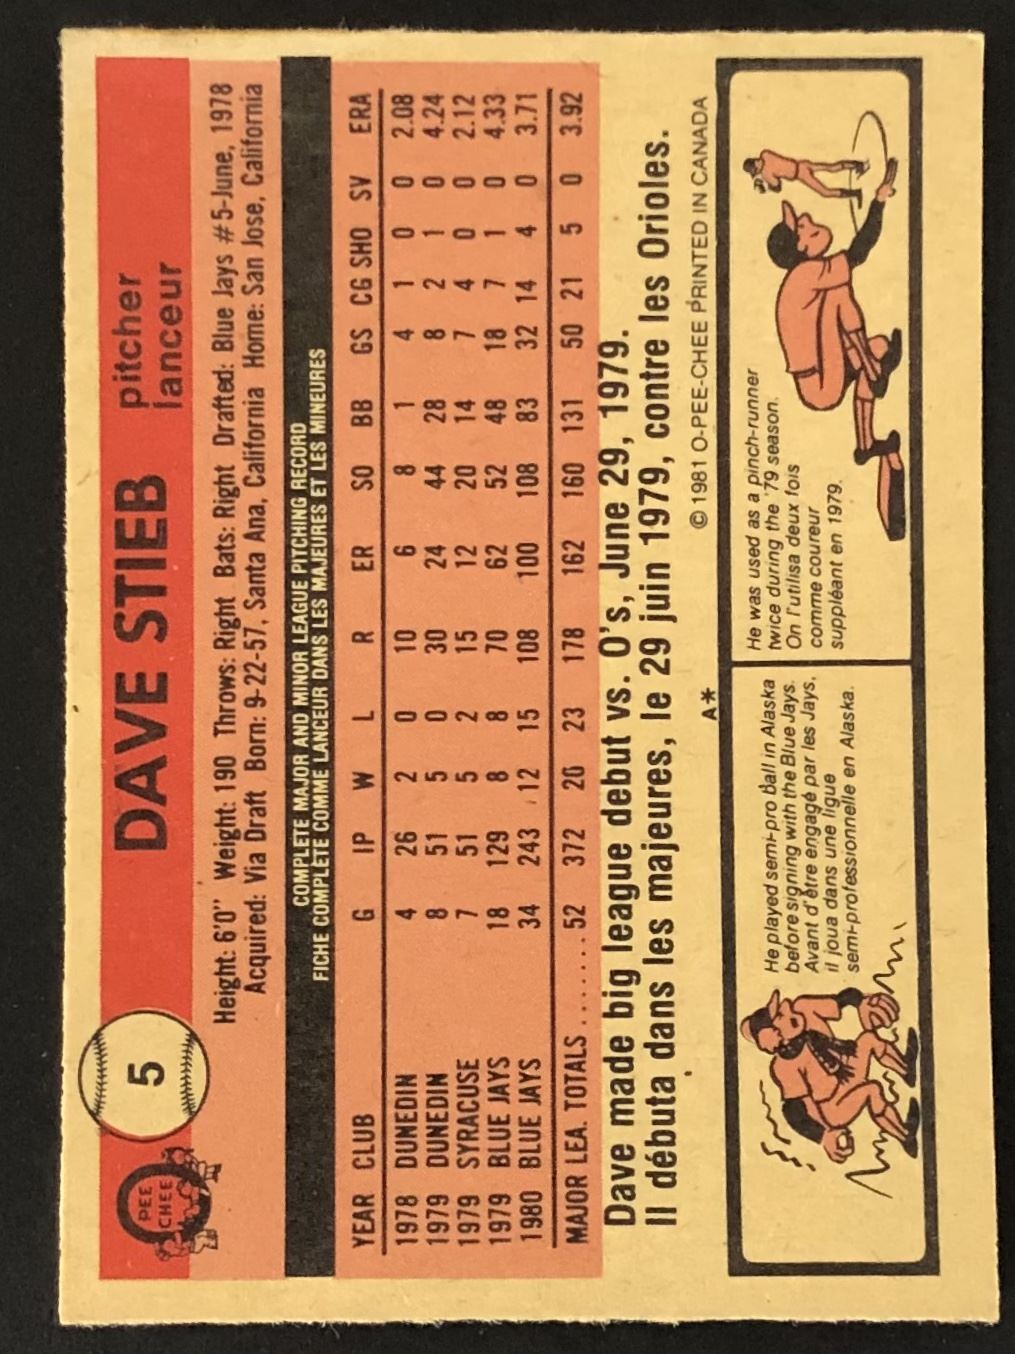 PEE
CHEE
5
DAVE STIEB
pitcher
lanceur
Height: 6'0" Weight: 190 Throws: Right Bats: Right Drafted: Blue Jays #5-June, 1978
Acquired: Via Draft Born: 9-22-57, Santa Ana, California Home: San Jose, California
COMPLETE MAJOR AND MINOR LEAGUE PITCHING RECORD
FICHE COMPLÈTE COMME LANCEUR DANS LES MAJEURES ET LES MINEURES
YEAR CLUB G IP W L R ER SO BB GS CG SHO SV ERA
1978 DUNEDIN 4 26 2 0 10 6 8 1 4 1 0 0 2.08
1979 DUNEDIN 8 51 5 0 30 24 44 28 8 2 1 0 4.24
1979 SYRACUSE 7 51 5 2 15 12 20 14 7 4 0 0 2.12
1979 BLUE JAYS 18 129 8 8 70 62 52 48 18 7 1 0 4.33
1980 BLUE JAYS 34 243 12 15 108 100 108 83 32 14 4 0 3.71
MAJOR LEA. TOTALS ........ 52 372 20 23 178 162 160 131 50 21 5 0 3.92
Dave made big league debut vs. O's, June 29, 1979.
Il débuta dans les majeures, le 29 juin 1979, contre les Orioles.
A* © 1981 O-PEE-CHEE PRINTED IN CANADA
He played semi-pro ball in Alaska
before signing with the Blue Jays.
Avant d'être engagé par les Jays,
il joua dans une ligue
semi-professionnelle en Alaska.
He was used as a pinch-runner
twice during the '79 season.
On l'utilisa deux fois
comme coureur
suppléant en 1979.